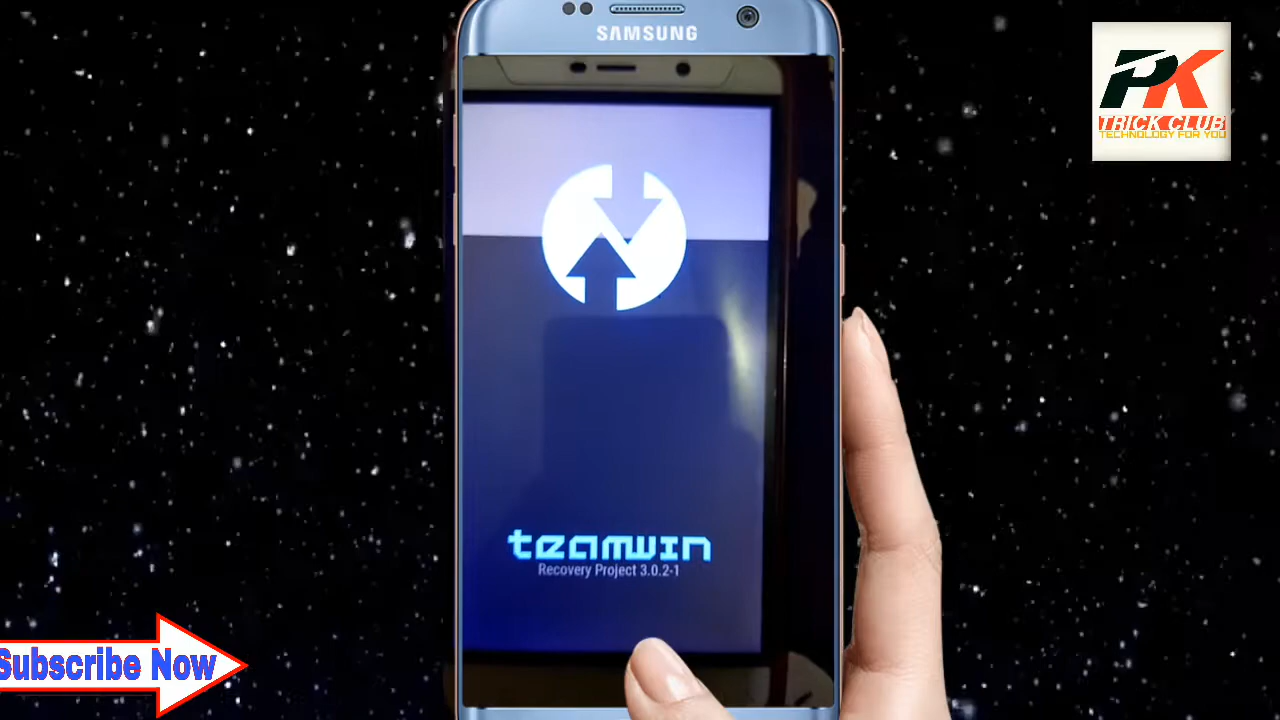 SAMSUNG
PK
TRICK CLUB
TECHNOLOGY FOR YOU
teamwin
Recovery Project 3.0.2-1
Subscribe Now